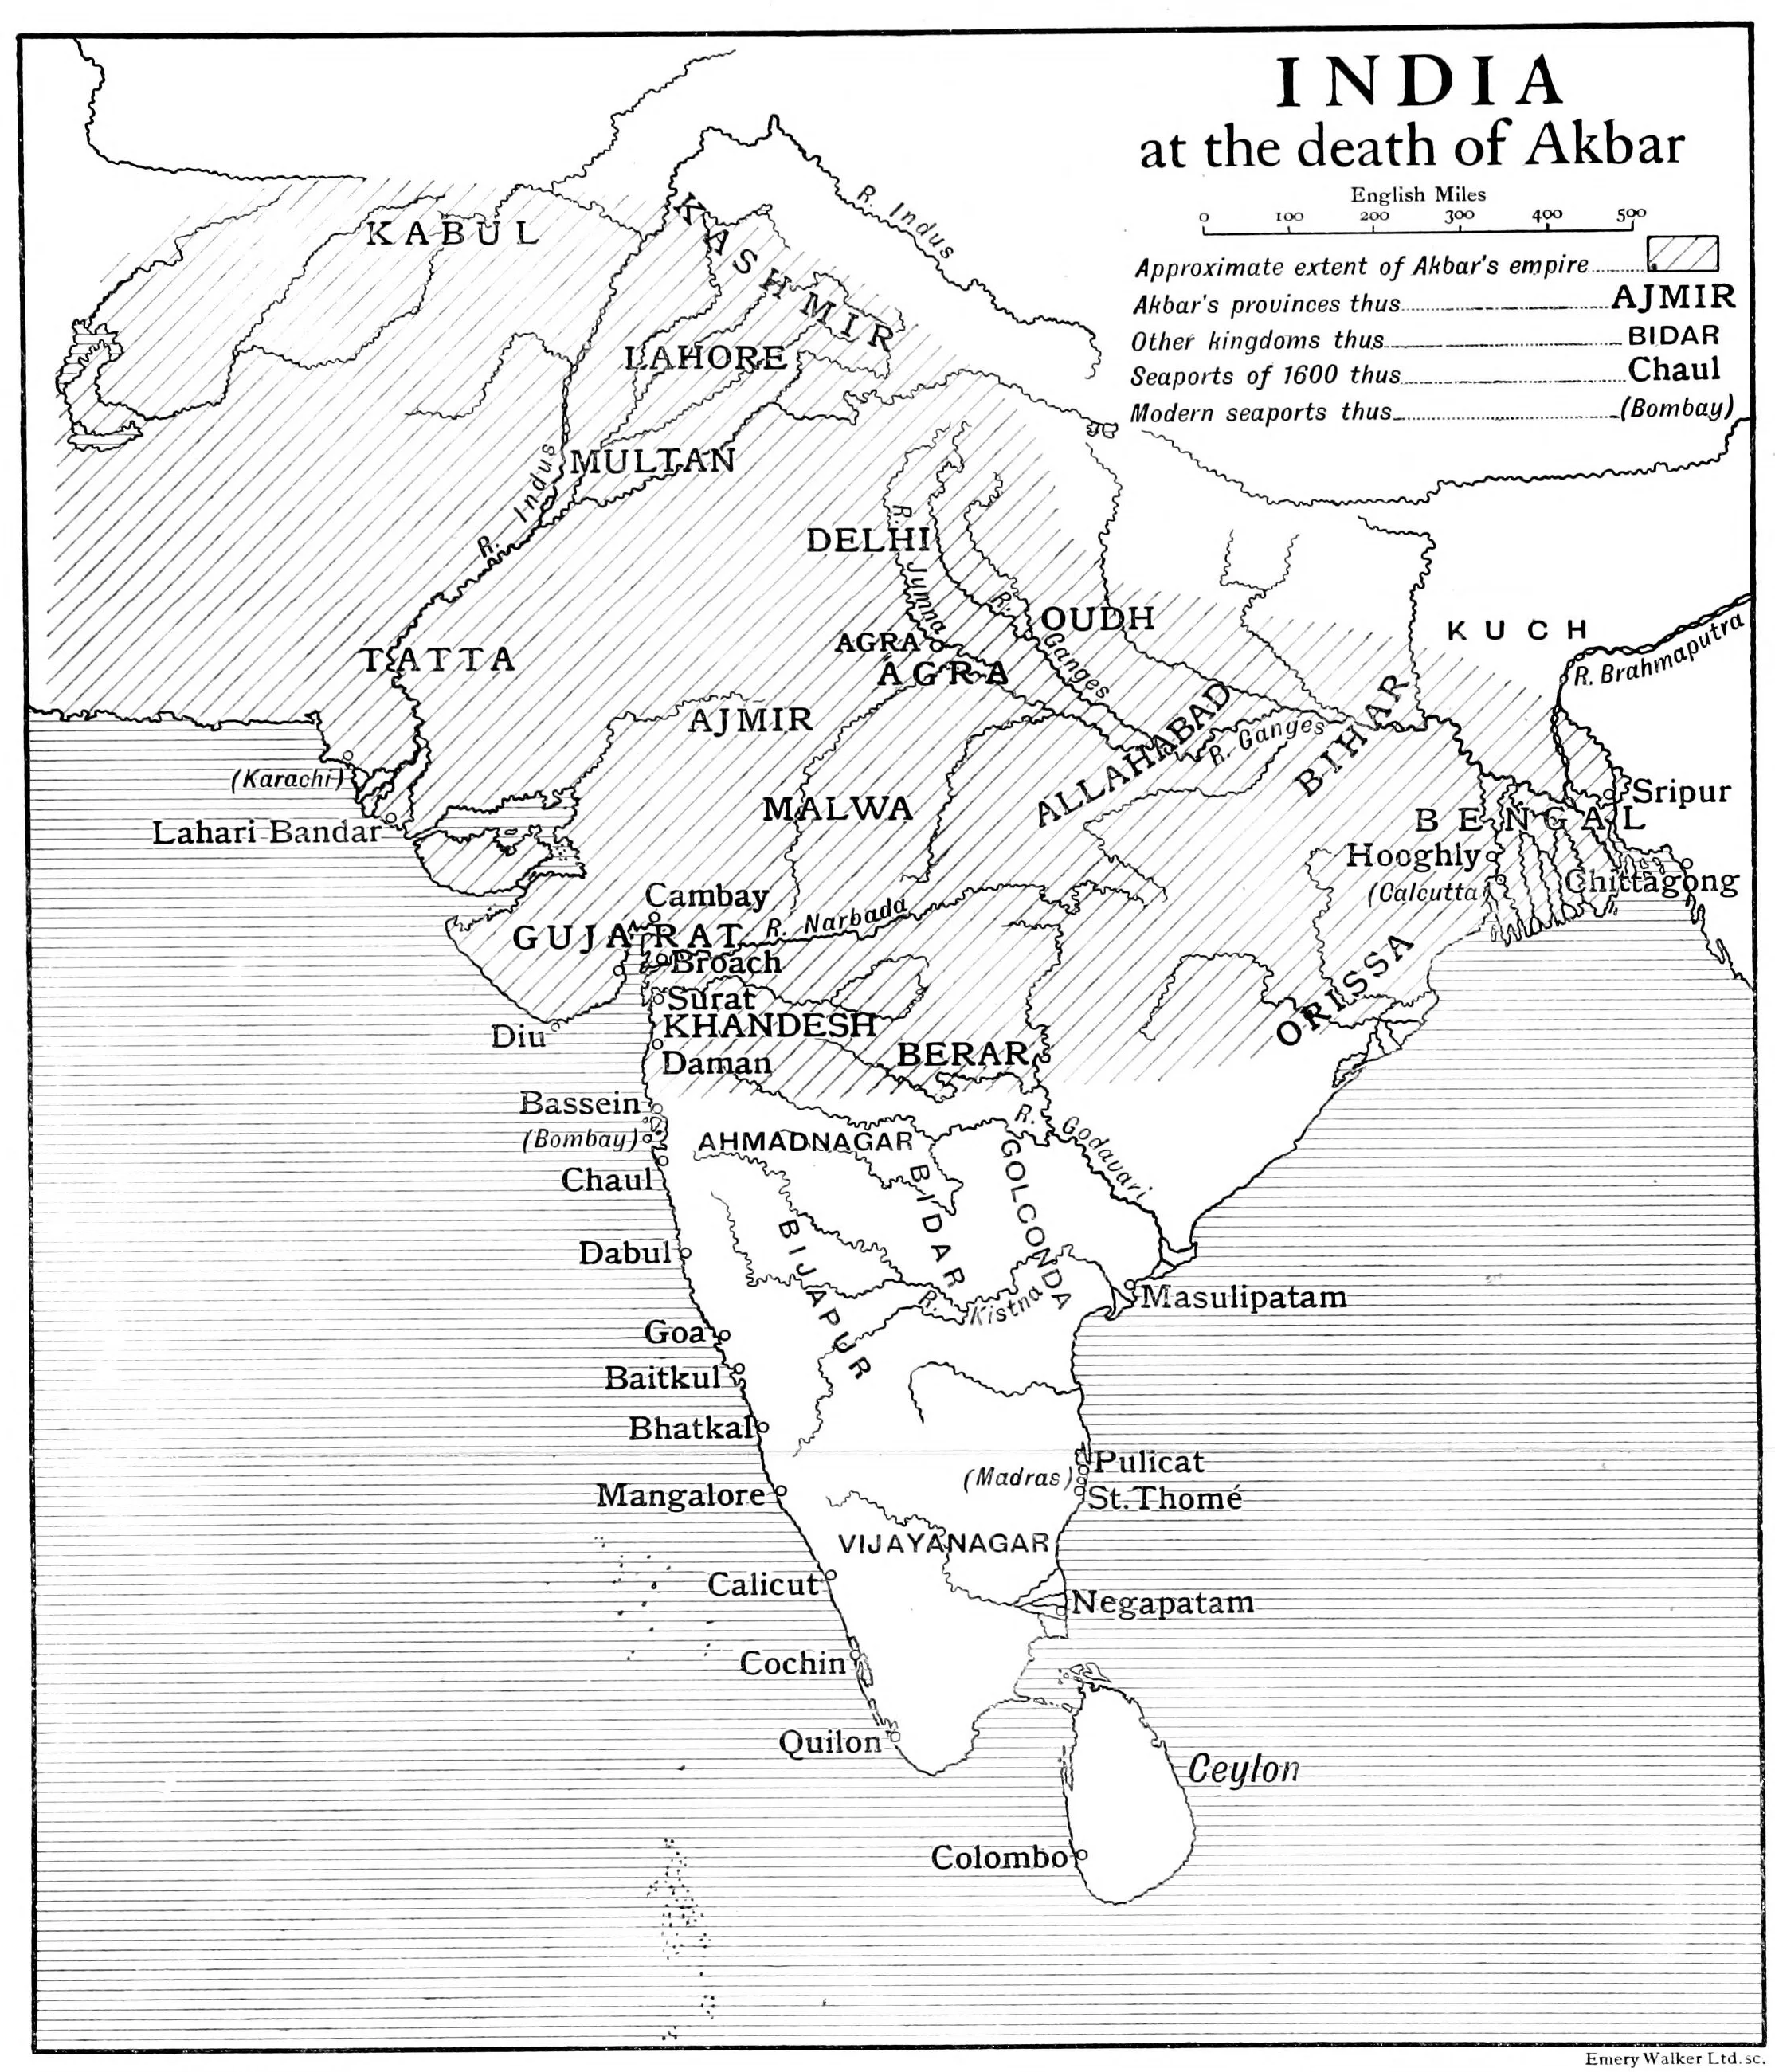 INDIA
at the death of Akbar
English Miles
0 100 200 300 400 500
Approximate extent of Akbar's empire
Akbar's provinces thus AJMIR
Other kingdoms thus BIDAR
Seaports of 1600 thus Chaul
Modern seaports thus (Bombay)
R. Indus
KABUL
KASHMIR
LAHORE
MULTAN
R. Indus
DELHI
R. Jumna
R. Ganges
OUDH
KUCH
R. Brahmaputra
TATTA
AGRA
AGRA
AJMIR
ALLAHABAD
R. Ganges
BIHAR
(Karachi)
Lahari Bandar
MALWA
Sripur
BENGAL
Hooghly
(Calcutta)
Chittagong
Cambay
GUJARAT
R. Narbada
Broach
Surat
ORISSA
Diu
KHANDESH
BERAR
Daman
Bassein
(Bombay)
AHMADNAGAR
R. Godavari
Chaul
BIDAR
GOLCONDA
BIJAPUR
Dabul
R. Kistna
Masulipatam
Goa
Baitkul
Bhatkal
Pulicat
(Madras)
St. Thomé
Mangalore
VIJAYANAGAR
Calicut
Negapatam
Cochin
Quilon
Ceylon
Colombo
Emery Walker Ltd. sc.